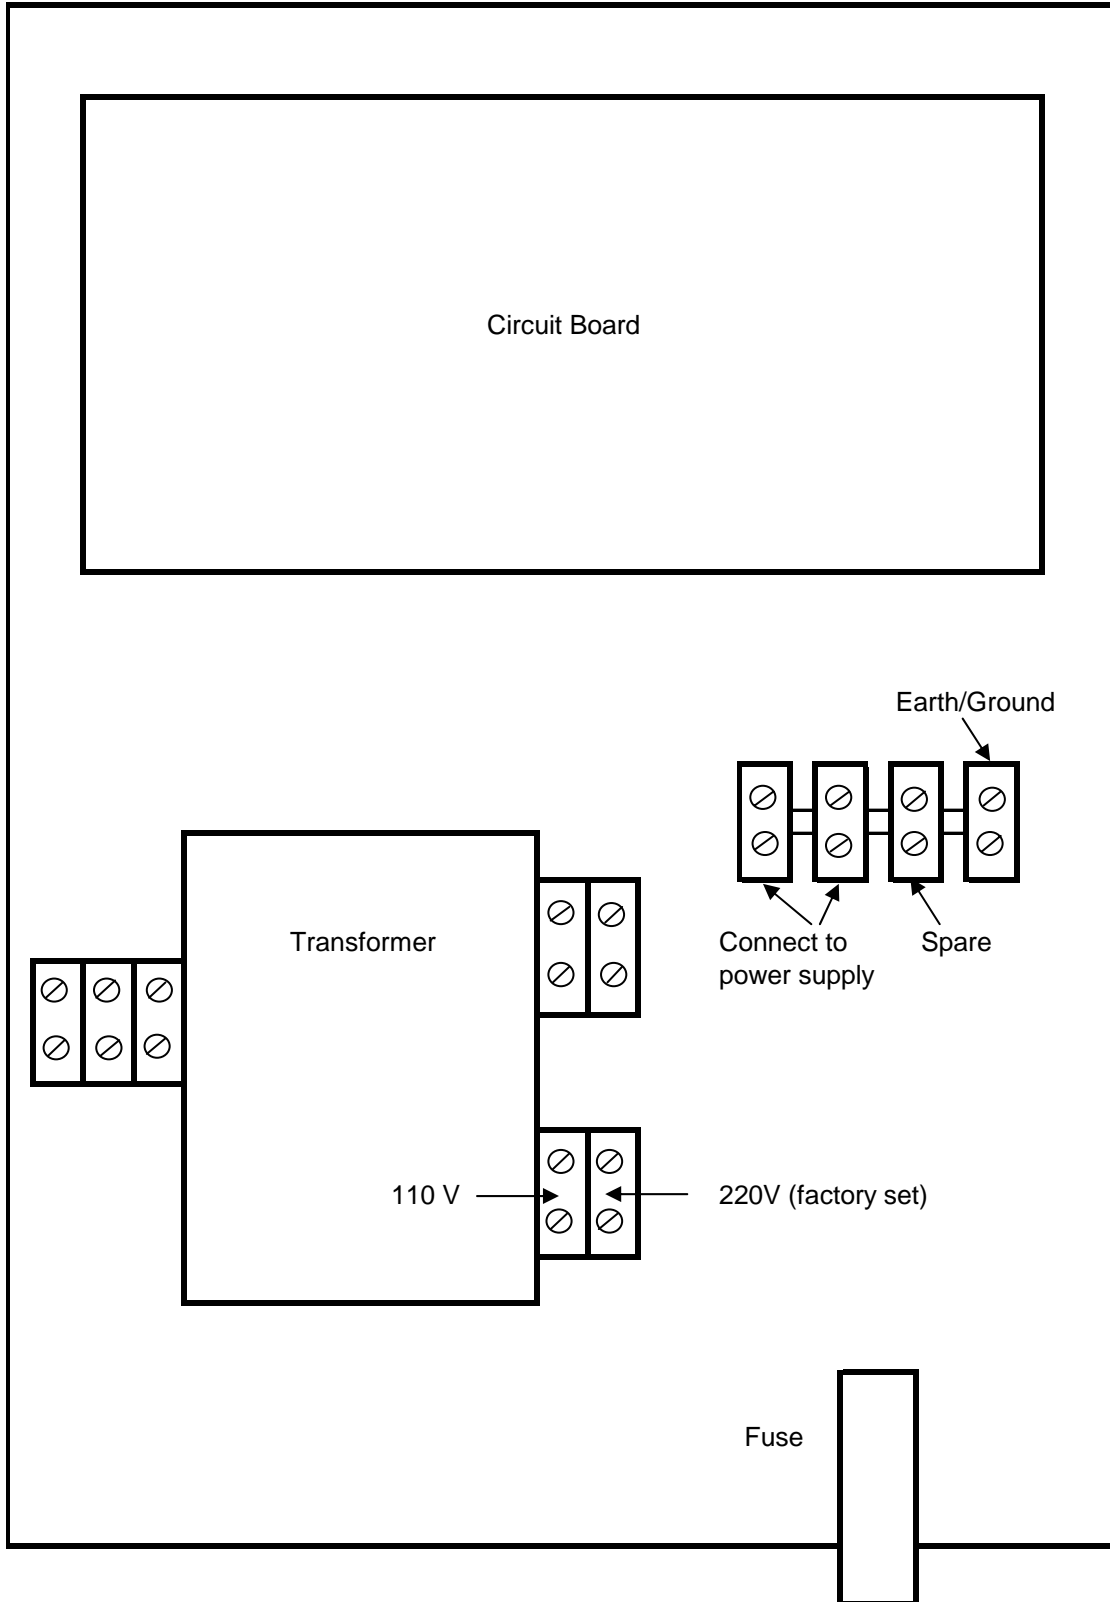 Circuit Board
Earth/Ground
Transformer
Connect to
power supply
Spare
110 V
220V (factory set)
Fuse